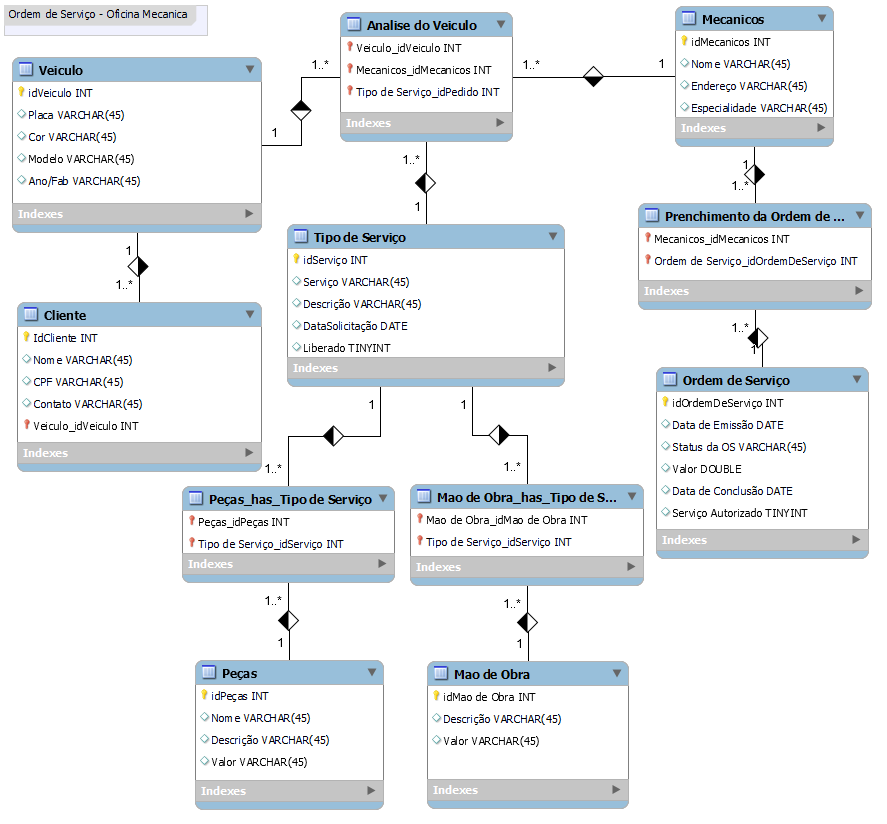 Ordem de Serviço - Oficina Mecanica
Veiculo
idVeiculo INT
Placa VARCHAR(45)
Cor VARCHAR(45)
Modelo VARCHAR(45)
Ano/Fab VARCHAR(45)
Indexes
1
1..*
Analise do Veiculo
Veiculo_idVeiculo INT
Mecanicos_idMecanicos INT
Tipo de Serviço_idPedido INT
Indexes
1..*
1
Mecanicos
idMecanicos INT
Nome VARCHAR(45)
Endereço VARCHAR(45)
Especialidade VARCHAR(45)
Indexes
1
1..*
1..*
1
1
1..*
Cliente
IdCliente INT
Nome VARCHAR(45)
CPF VARCHAR(45)
Contato VARCHAR(45)
Veiculo_idVeiculo INT
Indexes
Tipo de Serviço
idServiço INT
Serviço VARCHAR(45)
Descrição VARCHAR(45)
DataSolicitação DATE
Liberado TINYINT
Indexes
Prenchimento da Ordem de ...
Mecanicos_idMecanicos INT
Ordem de Serviço_idOrdemDeServiço INT
Indexes
1..*
1
Ordem de Serviço
idOrdemDeServiço INT
Data de Emissão DATE
Status da OS VARCHAR(45)
Valor DOUBLE
Data de Conclusão DATE
Serviço Autorizado TINYINT
Indexes
1
1..*
1
1..*
Peças_has_Tipo de Serviço
Peças_idPeças INT
Tipo de Serviço_idServiço INT
Indexes
Mao de Obra_has_Tipo de S...
Mao de Obra_idMao de Obra INT
Tipo de Serviço_idServiço INT
Indexes
1..*
1
1..*
1
Peças
idPeças INT
Nome VARCHAR(45)
Descrição VARCHAR(45)
Valor VARCHAR(45)
Indexes
Mao de Obra
idMao de Obra INT
Descrição VARCHAR(45)
Valor VARCHAR(45)
Indexes